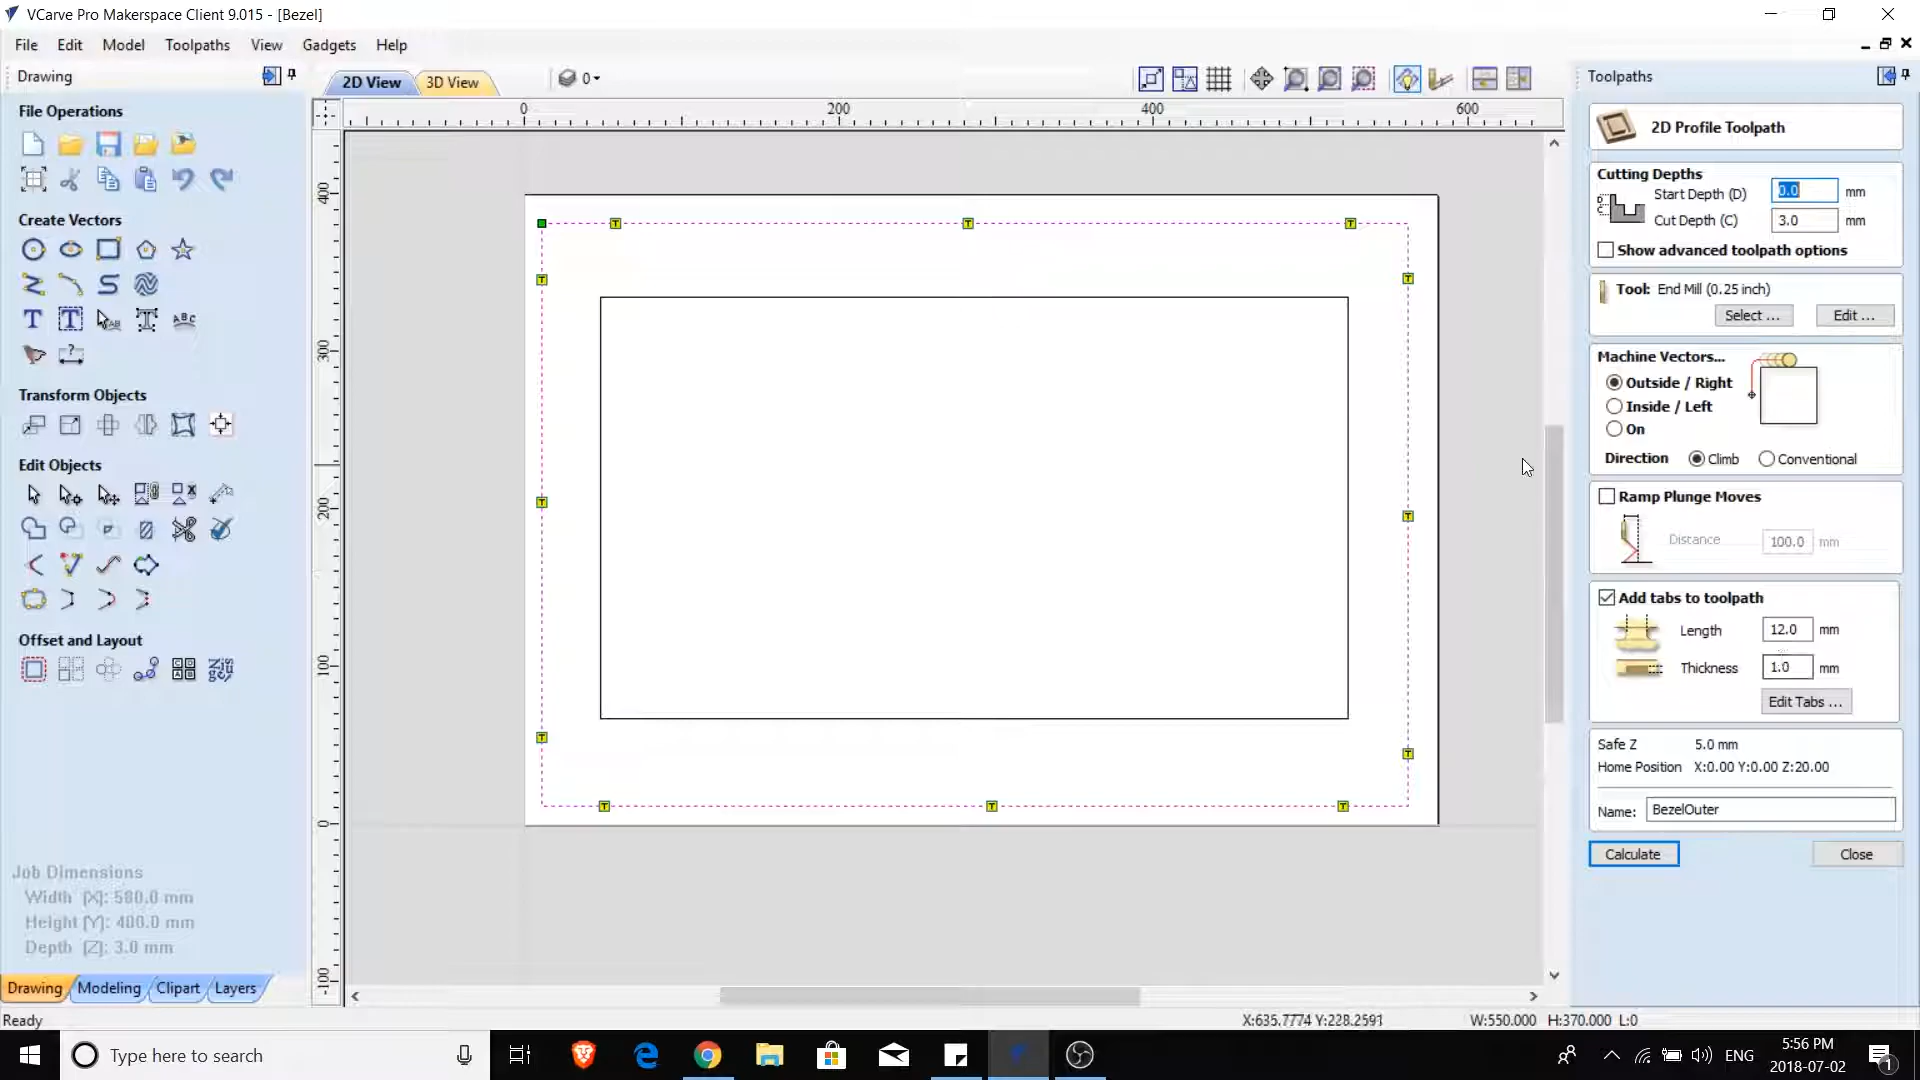 VCarve Pro Makerspace Client 9.015 - [Bezel]
File Edit Model Toolpaths View Gadgets Help
Drawing
2D View 3D View
0
Toolpaths
0 200 400 600
File Operations
2D Profile Toolpath
Cutting Depths
Start Depth (D) 0.0 mm
Cut Depth (C) 3.0 mm
Show advanced toolpath options
Create Vectors
Tool: End Mill (0.25 inch)
Select ... Edit ...
Machine Vectors...
Outside / Right
Inside / Left
On
Direction Climb Conventional
Transform Objects
Edit Objects
Ramp Plunge Moves
Distance 100.0 mm
Add tabs to toolpath
Length 12.0 mm
Thickness 1.0 mm
Edit Tabs ...
Offset and Layout
400
300
200
100
0
-100
Safe Z 5.0 mm
Home Position X:0.00 Y:0.00 Z:20.00
Name: BezelOuter
Calculate Close
Job Dimensions
Width [X]: 580.0 mm
Height [Y]: 400.0 mm
Depth [Z]: 3.0 mm
Drawing Modeling Clipart Layers
Ready
X:635.7774 Y:228.2591 W:550.000 H:370.000 L:0
Type here to search
ENG
5:56 PM
2018-07-02
1